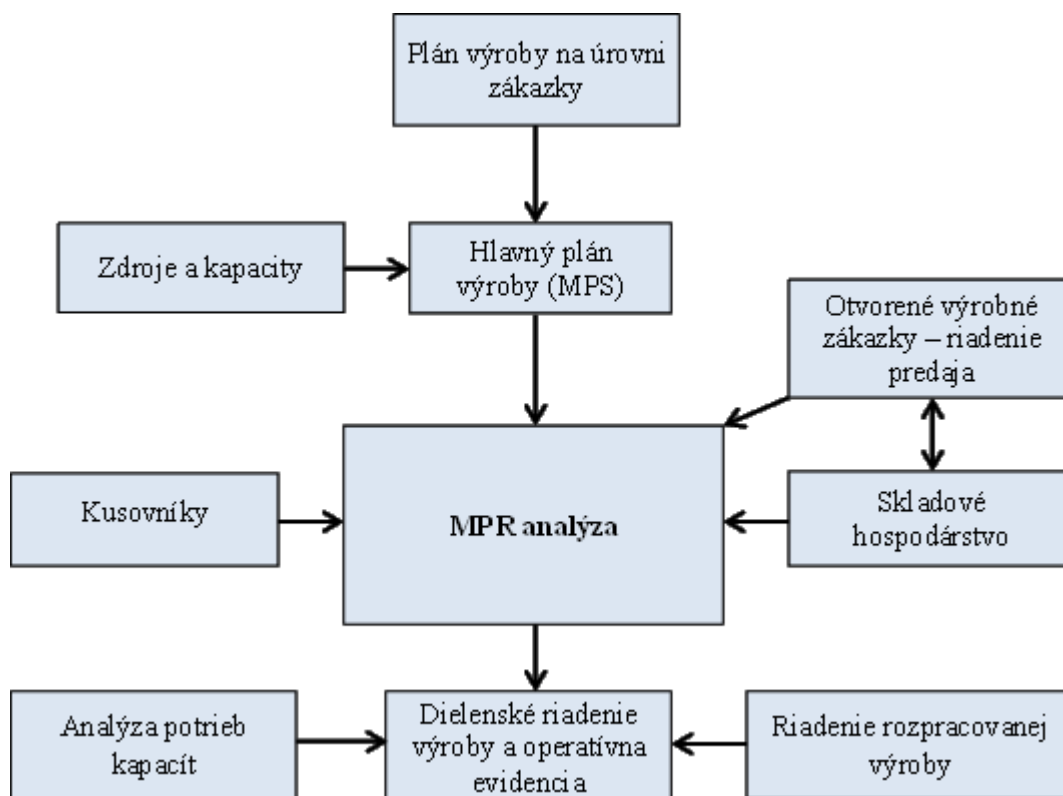 Plán výroby na úrovni
zákazky
Zdroje a kapacity
Hlavný plán
výroby (MPS)
Otvorené výrobné
zákazky – riadenie
predaja
Kusovníky
MPR analýza
Skladové
hospodárstvo
Analýza potrieb
kapacít
Dielenské riadenie
výroby a operatívna
evidencia
Riadenie rozpracovanej
výroby